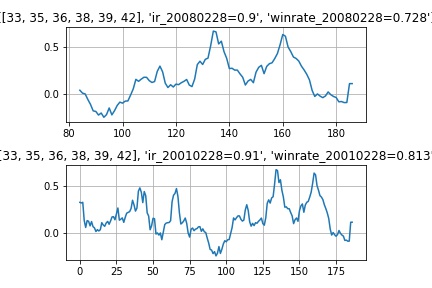 [33, 35, 36, 38, 39, 42], 'ir_20080228=0.9', 'winrate_20080228=0.728']
0.5
0.0
80 100 120 140 160 180
[33, 35, 36, 38, 39, 42], 'ir_20010228=0.91', 'winrate_20010228=0.813'
0.5
0.0
0 25 50 75 100 125 150 175